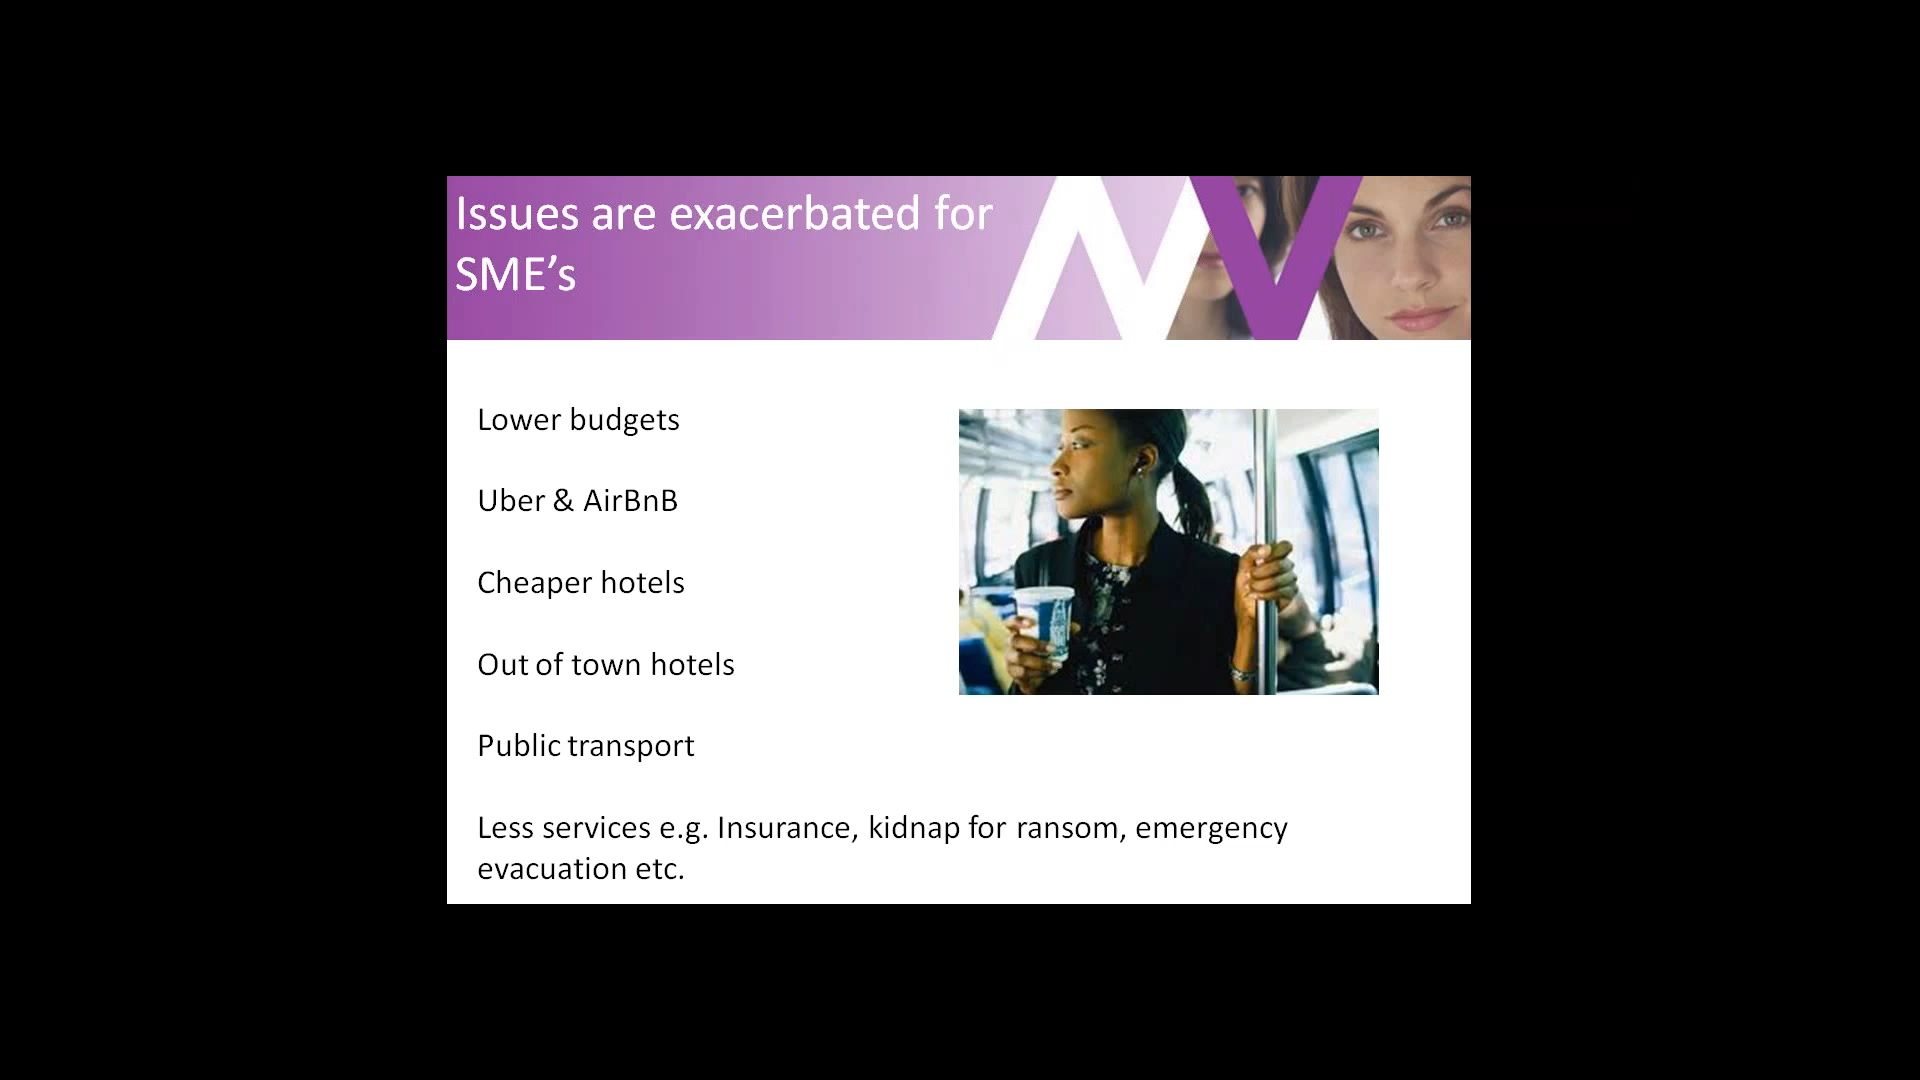 Issues are exacerbated for
SME’s
Lower budgets
Uber & AirBnB
Cheaper hotels
Out of town hotels
Public transport
Less services e.g. Insurance, kidnap for ransom, emergency
evacuation etc.